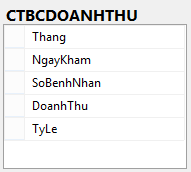 CTBCDOANHTHU
Thang
NgayKham
SoBenhNhan
DoanhThu
TyLe